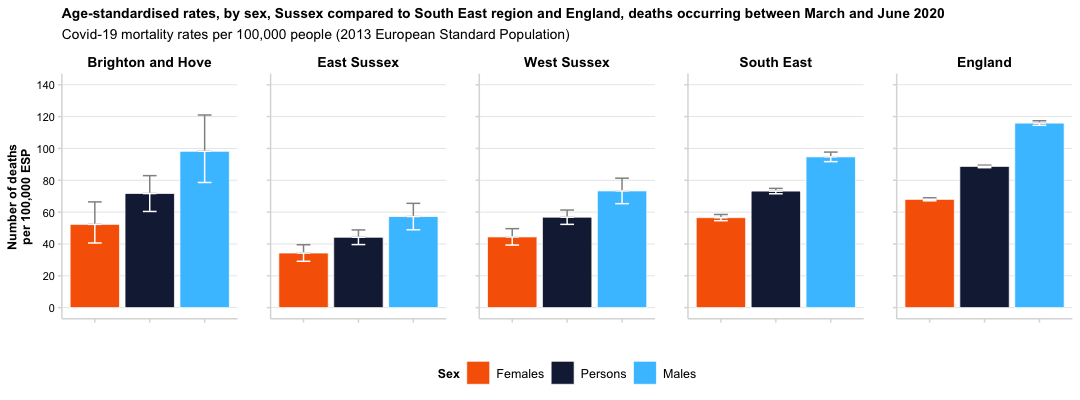 Age-standardised rates, by sex, Sussex compared to South East region and England, deaths occurring between March and June 2020
Covid-19 mortality rates per 100,000 people (2013 European Standard Population)
Brighton and Hove
East Sussex
West Sussex
South East
England
Number of deaths
per 100,000 ESP
140
120
100
80
60
40
20
0
Sex
Females
Persons
Males